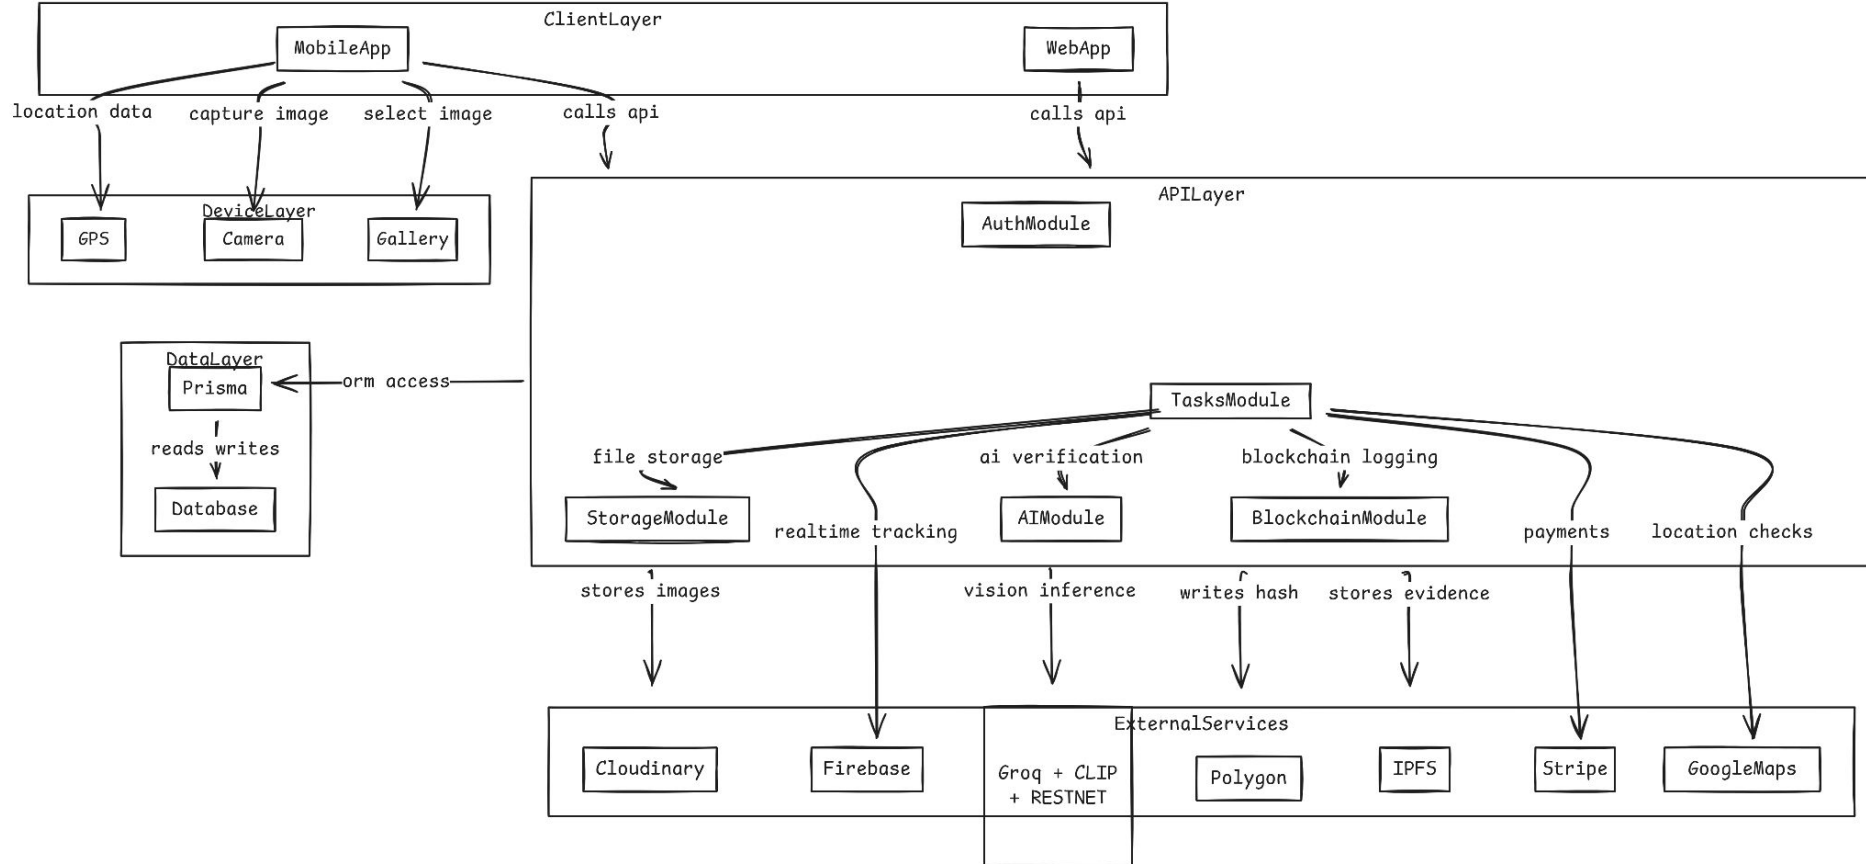 ClientLayer
MobileApp
WebApp
location data
capture image
select image
calls api
calls api
APILayer
DeviceLayer
GPS
Camera
Gallery
AuthModule
DataLayer
Prisma
orm access
reads writes
Database
TasksModule
file storage
ai verification
blockchain logging
StorageModule
realtime tracking
AIModule
BlockchainModule
payments
location checks
stores images
vision inference
writes hash
stores evidence
ExternalServices
Cloudinary
Firebase
Groq + CLIP
+ RESTNET
Polygon
IPFS
Stripe
GoogleMaps